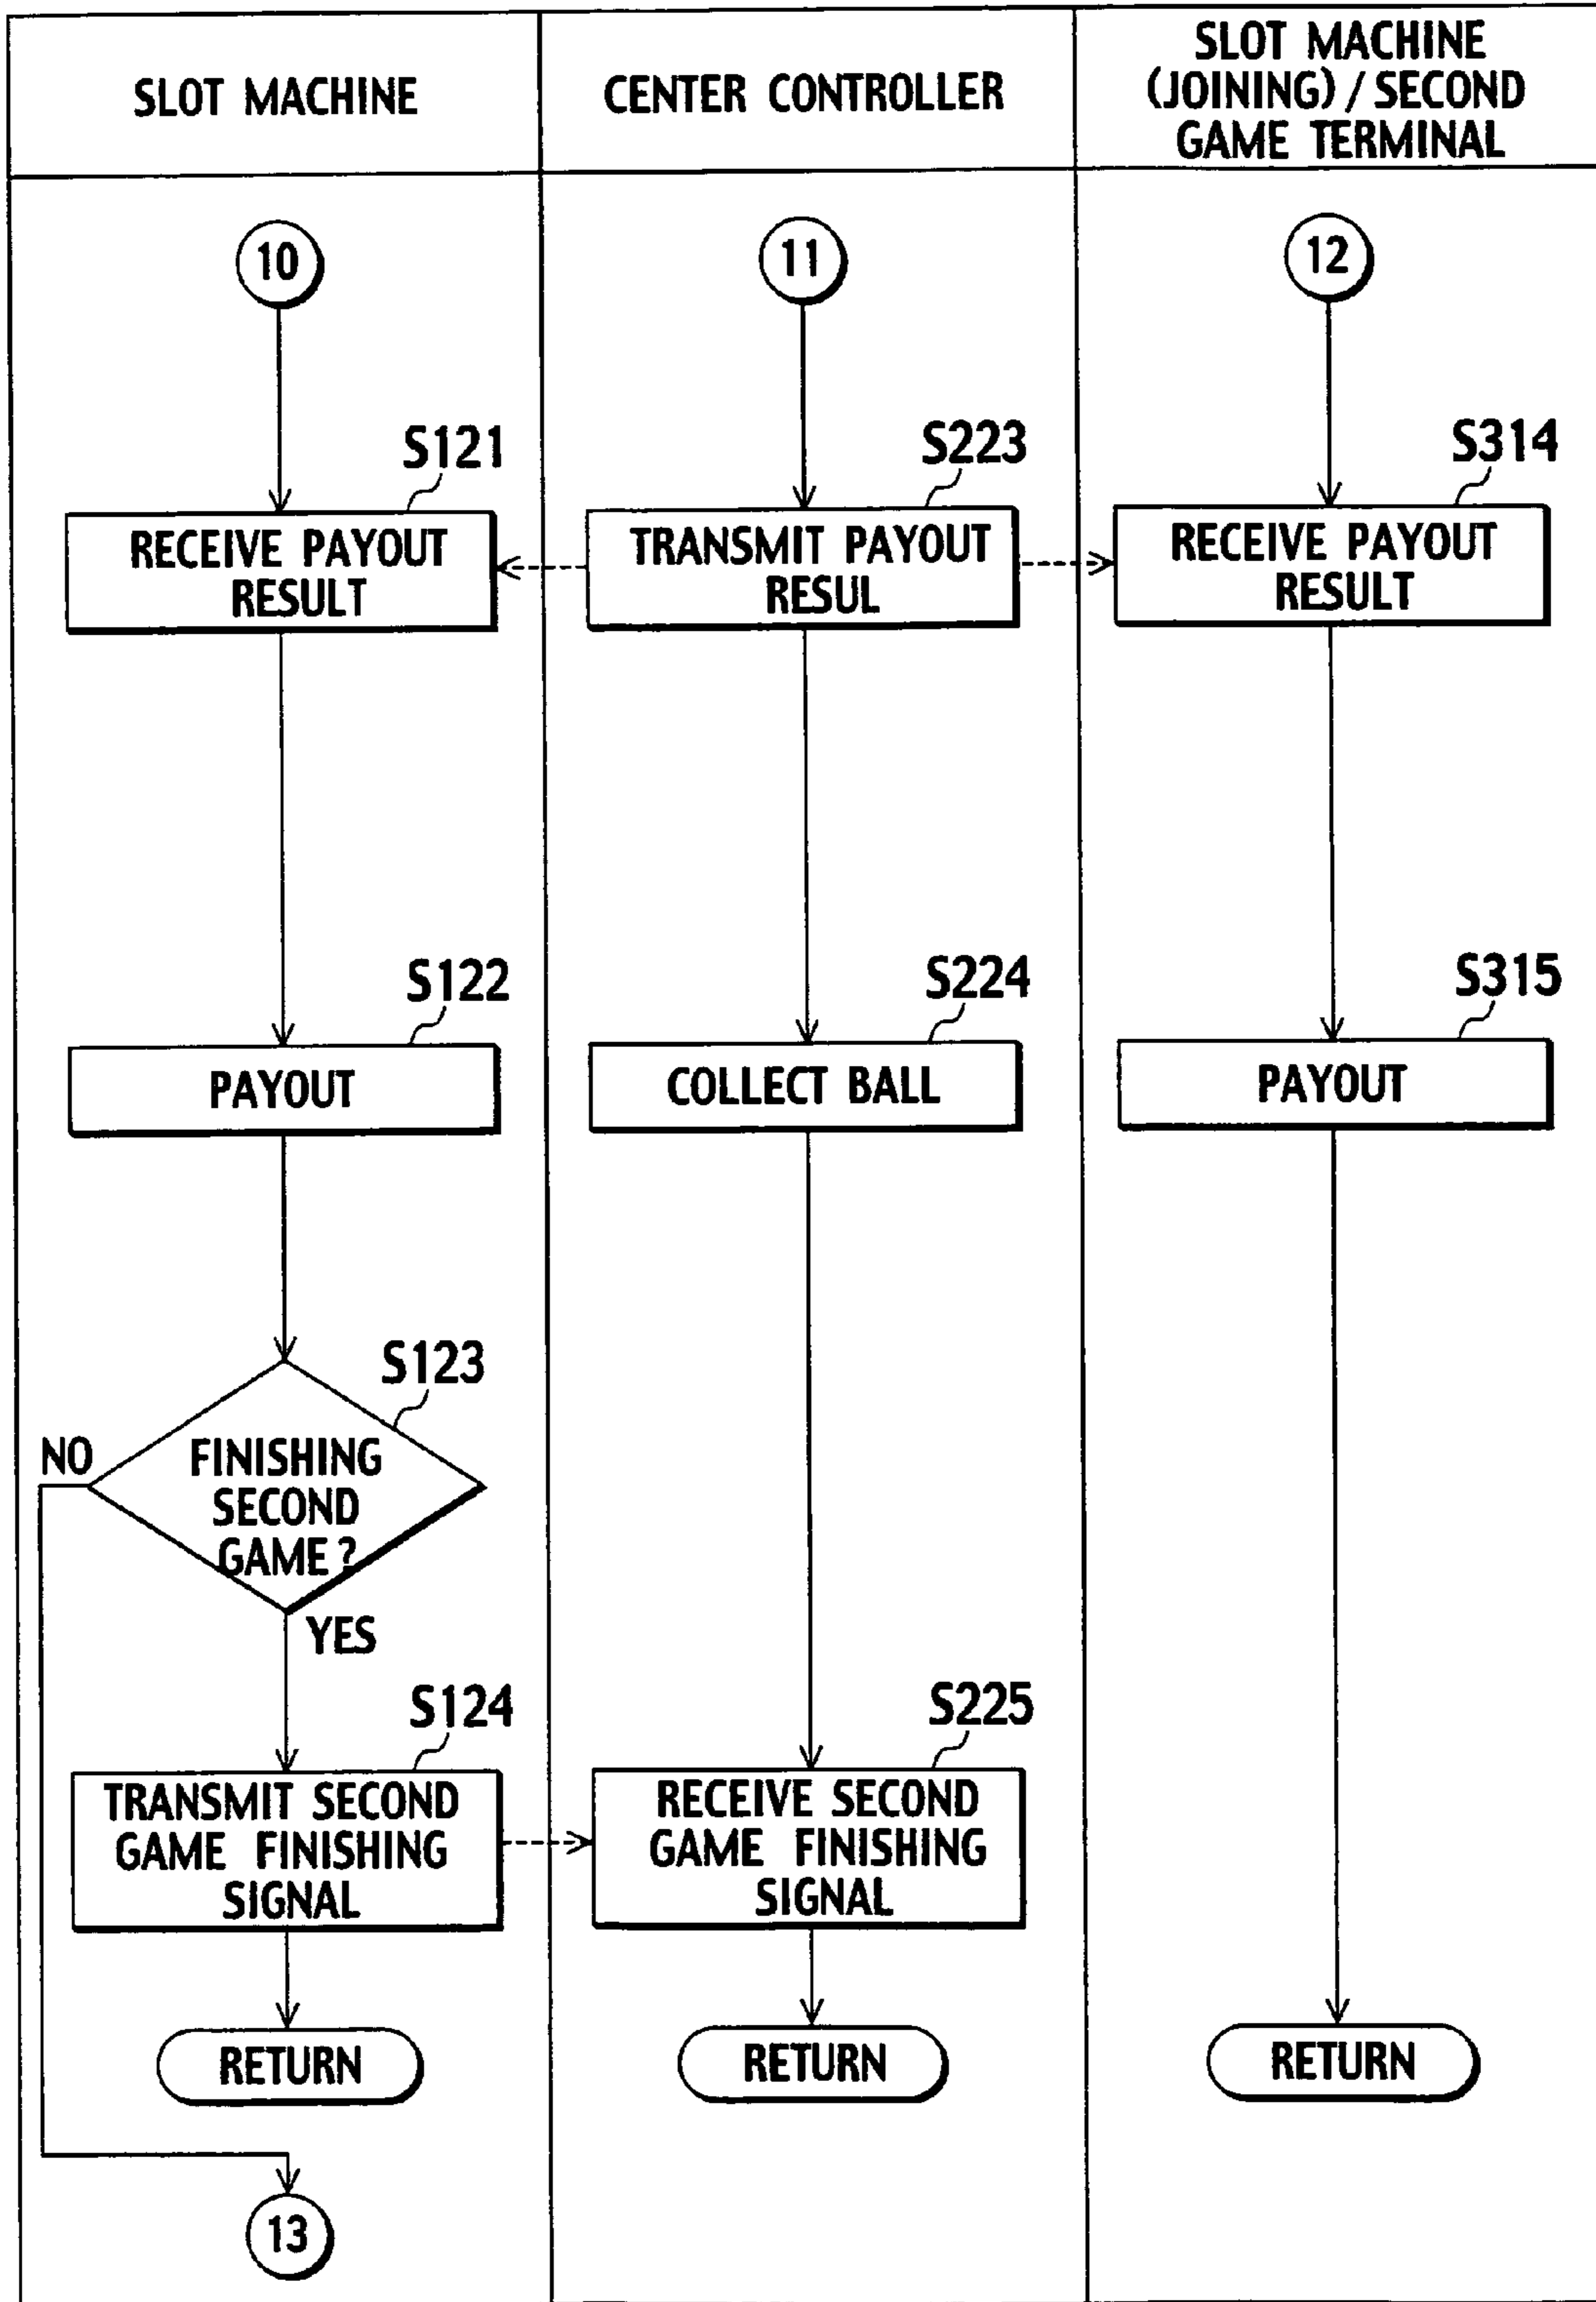 SLOT MACHINE
CENTER CONTROLLER
SLOT MACHINE
(JOINING) / SECOND
GAME TERMINAL
10
11
12
S121
S223
S314
RECEIVE PAYOUT
RESULT
TRANSMIT PAYOUT
RESUL
RECEIVE PAYOUT
RESULT
S122
S224
S315
PAYOUT
COLLECT BALL
PAYOUT
S123
NO
FINISHING
SECOND
GAME?
YES
S124
S225
TRANSMIT SECOND
GAME FINISHING
SIGNAL
RECEIVE SECOND
GAME FINISHING
SIGNAL
RETURN
RETURN
RETURN
13